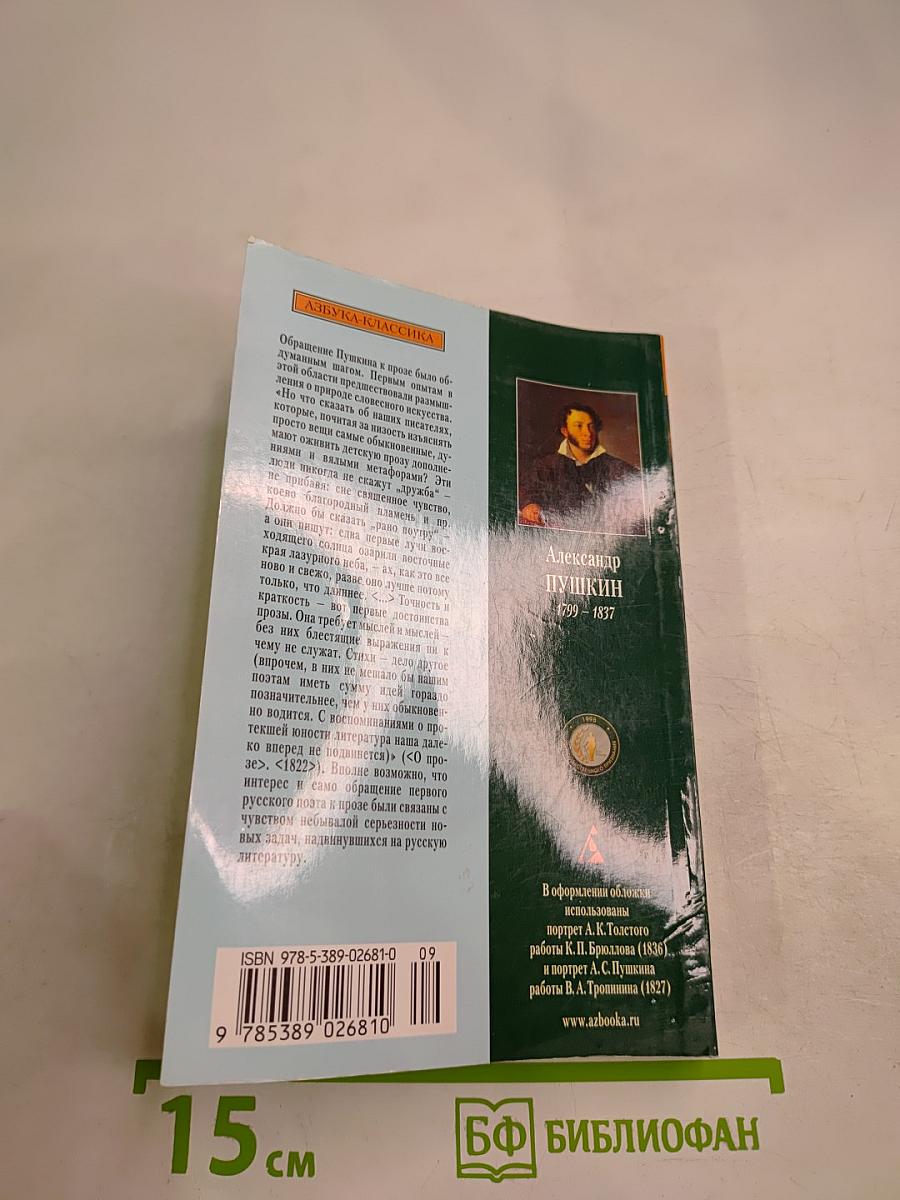 АЗБУКА-КЛАССИКА
Обращение Пушкина к прозе было об-
думанным шагом. Первым опытам в
этой области предшествовали размыш-
ления о природе словесного искусства.
«Но что сказать об наших писателях,
которые, почитая за низость изъяснять
просто вещи самые обыкновенные, ду-
мают оживить детскую прозу дополне-
ниями и вялыми метафорами? Эти
люди никогда не скажут „дружба“ –
не прибавя: сие священное чувство,
коего благородный пламень и пр.
Должно бы сказать „рано поутру“ –
а они пишут: едва первые лучи вос-
ходящего солнца озарили восточные
края лазурного неба, – ах, как это все
ново и свежо, разве оно лучше потому
только, что длиннее. <...> Точность и
краткость – вот первые достоинства
прозы. Она требует мыслей и мыслей –
без них блестящие выражения ни к
чему не служат. Стихи – дело другое
(впрочем, в них не мешало бы нашим
поэтам иметь сумму идей гораздо
позначительнее, чем у них обыкновен-
но водится. С воспоминаниями о про-
текшей юности литература наша дале-
ко вперед не подвинется)» (<О про-
зе>. <1822>). Вполне возможно, что
интерес и само обращение первого
русского поэта к прозе были связаны с
чувством небывалой серьезности но-
вых задач, надвинувшихся на русскую
литературу.
ISBN 978-5-389-02681-0
09
9 785389 026810
Александр
ПУШКИН
1799 – 1837
1995
В оформлении обложки
использованы
портрет А. К. Толстого
работы К. П. Брюллова (1836)
и портрет А. С. Пушкина
работы В. А. Тропинина (1827)
www.azbooka.ru
15 см
БФ БИБЛИОФАН